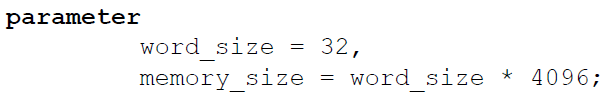 parameter
word_size = 32,
memory_size = word_size * 4096;